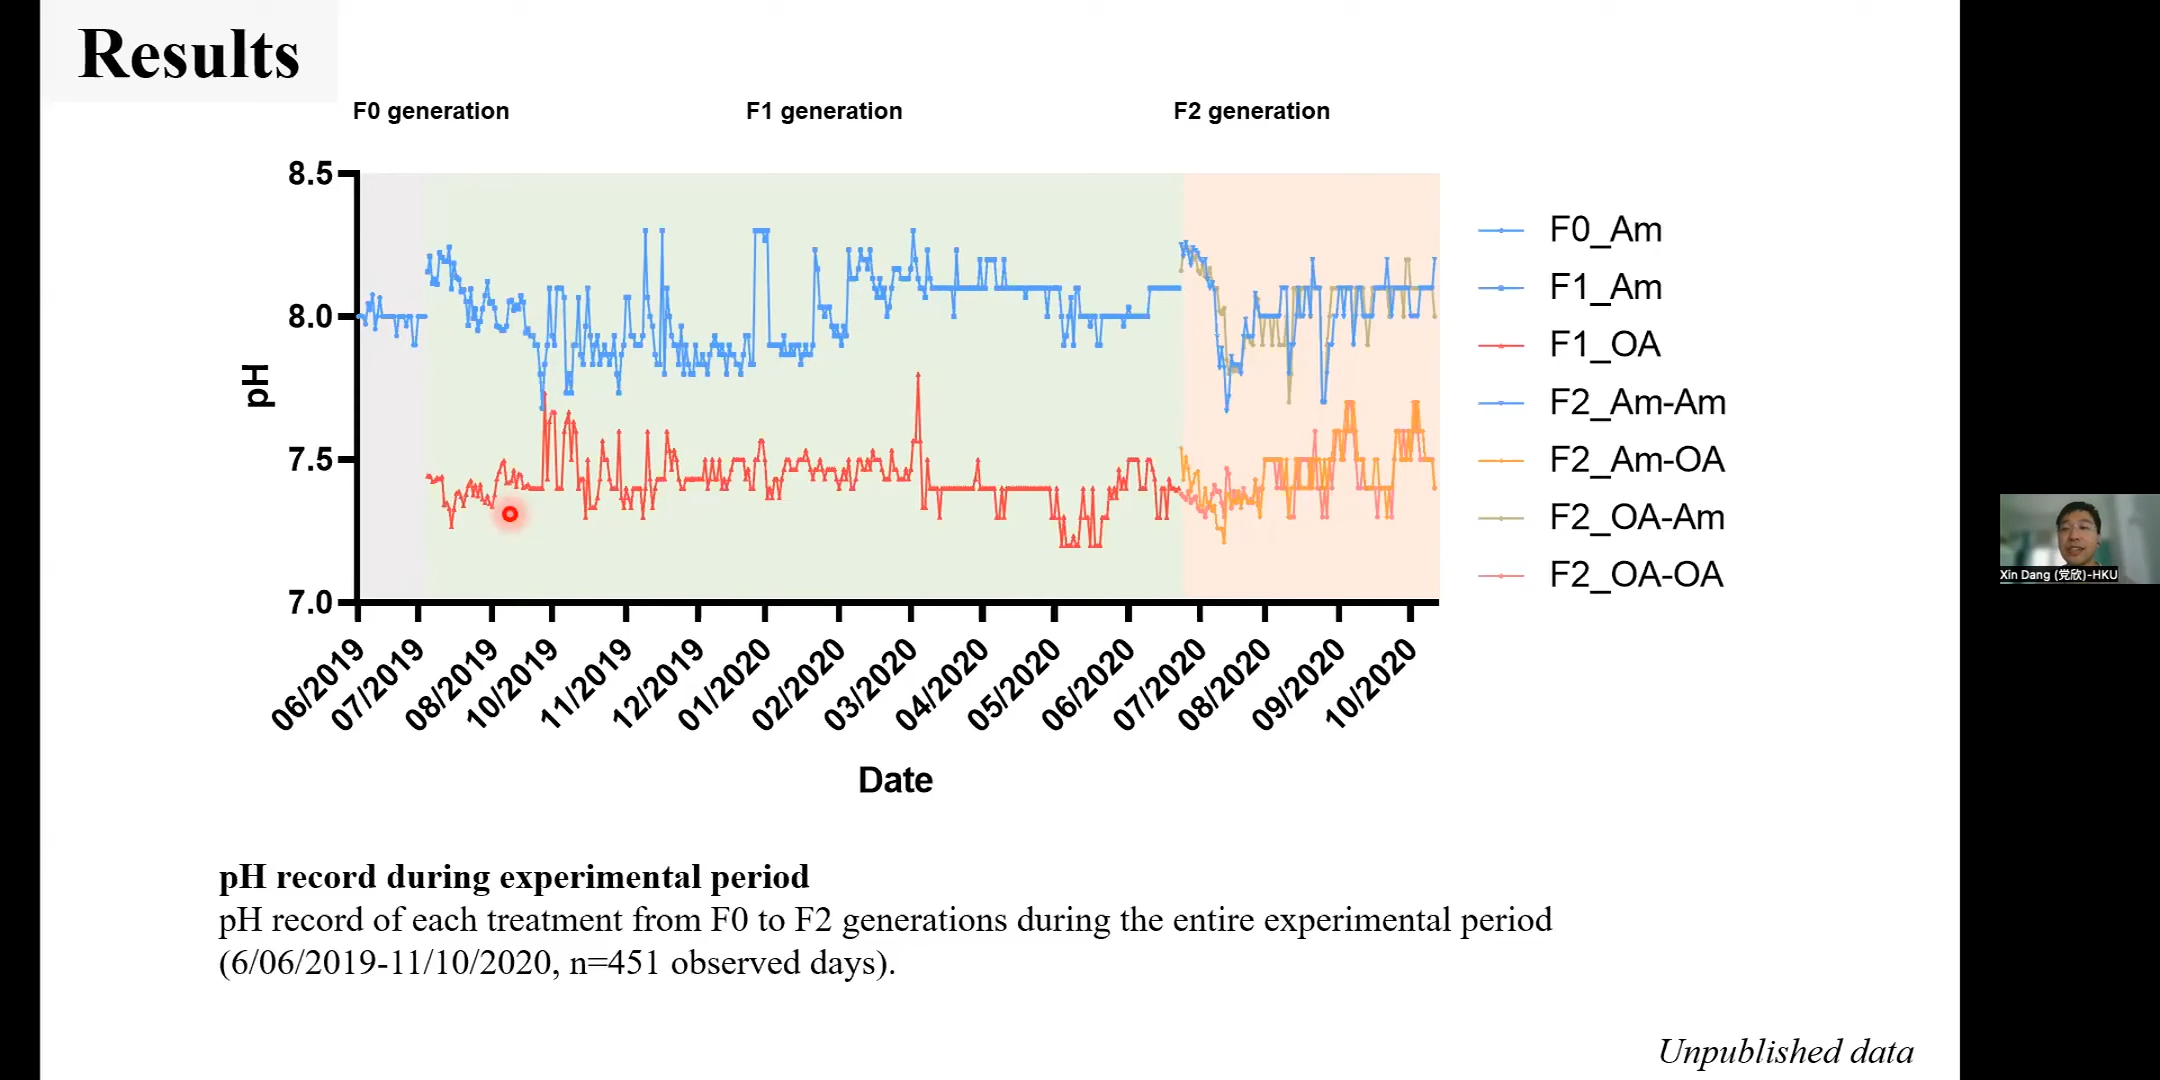 Results
F0 generation
F1 generation
F2 generation
8.5
8.0
7.5
7.0
pH
06/2019
07/2019
08/2019
10/2019
11/2019
12/2019
01/2020
02/2020
03/2020
04/2020
05/2020
06/2020
07/2020
08/2020
09/2020
10/2020
Date
F0_Am
F1_Am
F1_OA
F2_Am-Am
F2_Am-OA
F2_OA-Am
F2_OA-OA
Xin Dang (党欣)-HKU
pH record during experimental period
pH record of each treatment from F0 to F2 generations during the entire experimental period
(6/06/2019-11/10/2020, n=451 observed days).
Unpublished data